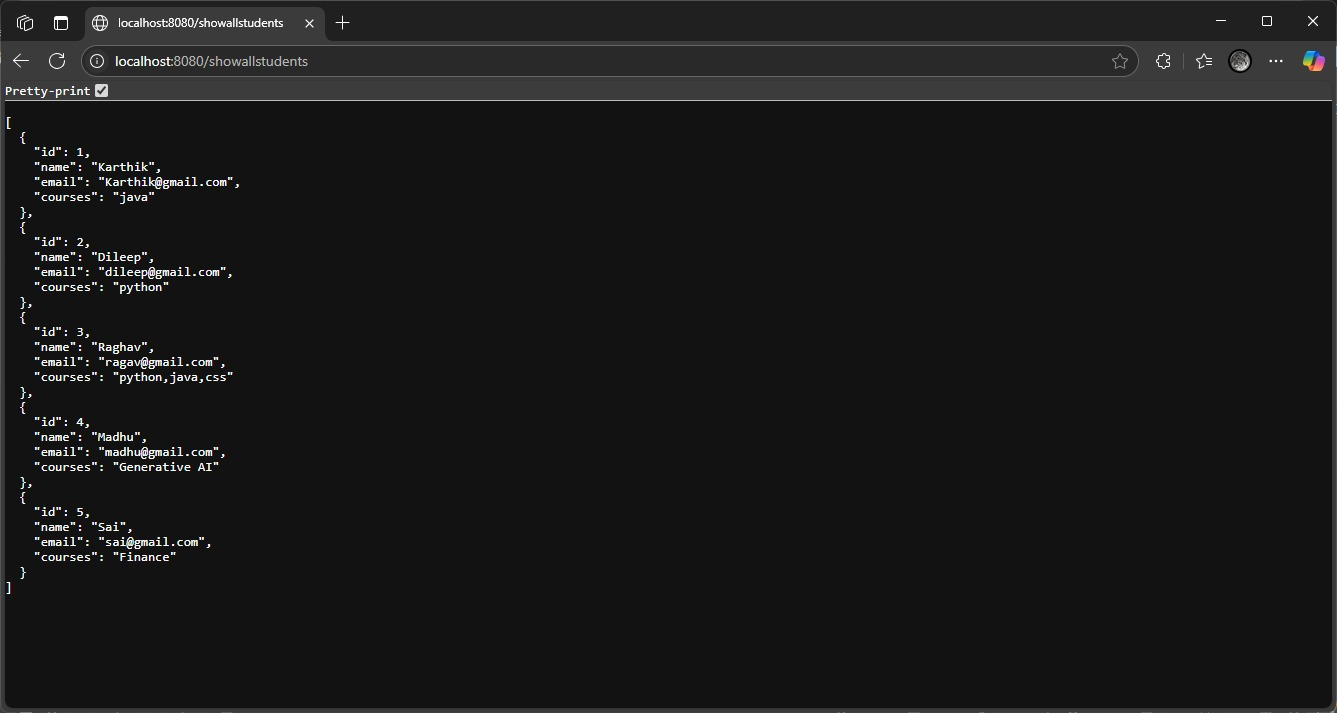 localhost:8080/showallstudents
localhost:8080/showallstudents
Pretty-print
[
  {
    "id": 1,
    "name": "Karthik",
    "email": "Karthik@gmail.com",
    "courses": "java"
  },
  {
    "id": 2,
    "name": "Dileep",
    "email": "dileep@gmail.com",
    "courses": "python"
  },
  {
    "id": 3,
    "name": "Raghav",
    "email": "ragav@gmail.com",
    "courses": "python,java,css"
  },
  {
    "id": 4,
    "name": "Madhu",
    "email": "madhu@gmail.com",
    "courses": "Generative AI"
  },
  {
    "id": 5,
    "name": "Sai",
    "email": "sai@gmail.com",
    "courses": "Finance"
  }
]